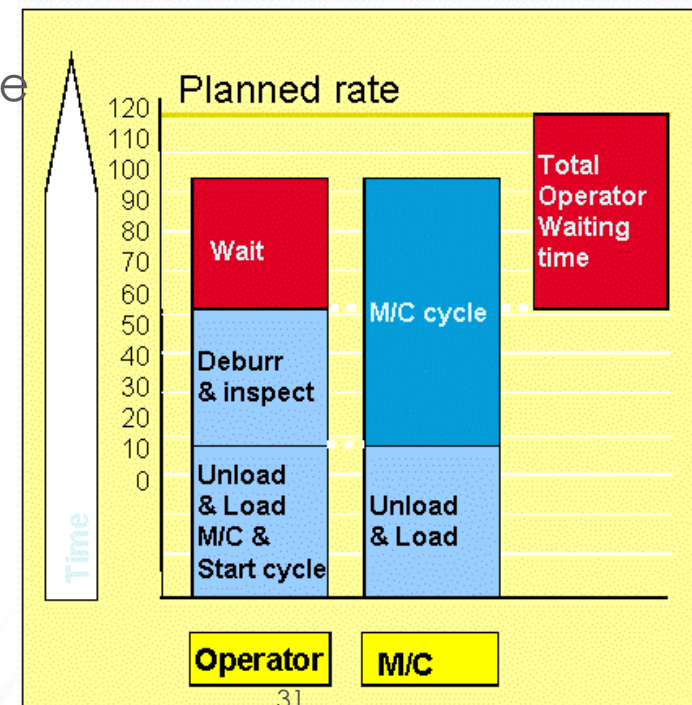 e
Planned rate
120
110
100
90
80
70
60
50
40
30
20
10
0
Time
Wait
Deburr
& inspect
Unload
& Load
M/C &
Start cycle
M/C cycle
Unload
& Load
Total
Operator
Waiting
time
Operator
M/C
31